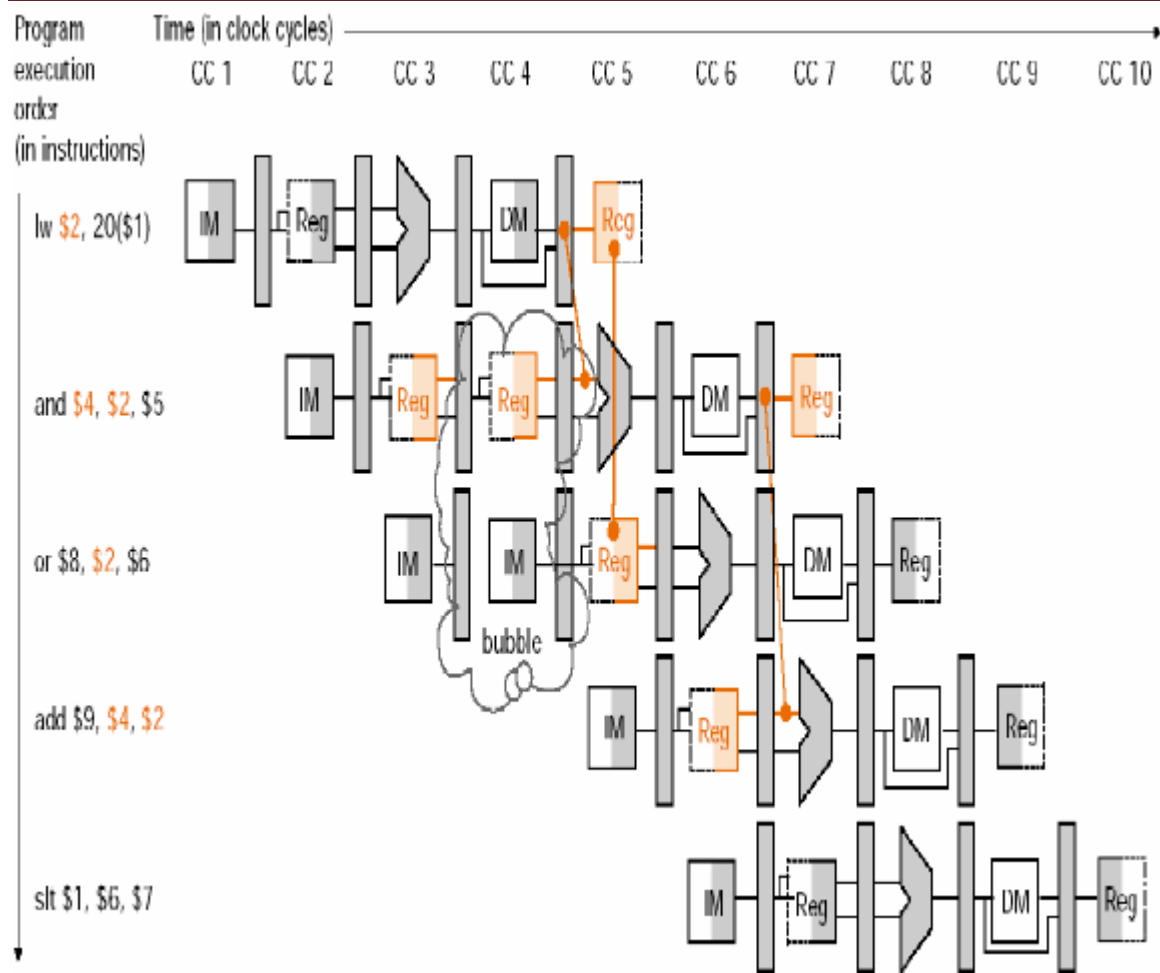 Program Time (in clock cycles)
execution CC 1 CC 2 CC 3 CC 4 CC 5 CC 6 CC 7 CC 8 CC 9 CC 10
order
(in instructions)
lw $2, 20($1) IM Reg DM Reg
and $4, $2, $5 IM Reg Reg DM Reg
or $8, $2, $6 IM IM Reg DM Reg
bubble
add $9, $4, $2 IM Reg DM Reg
slt $1, $6, $7 IM Reg DM Reg